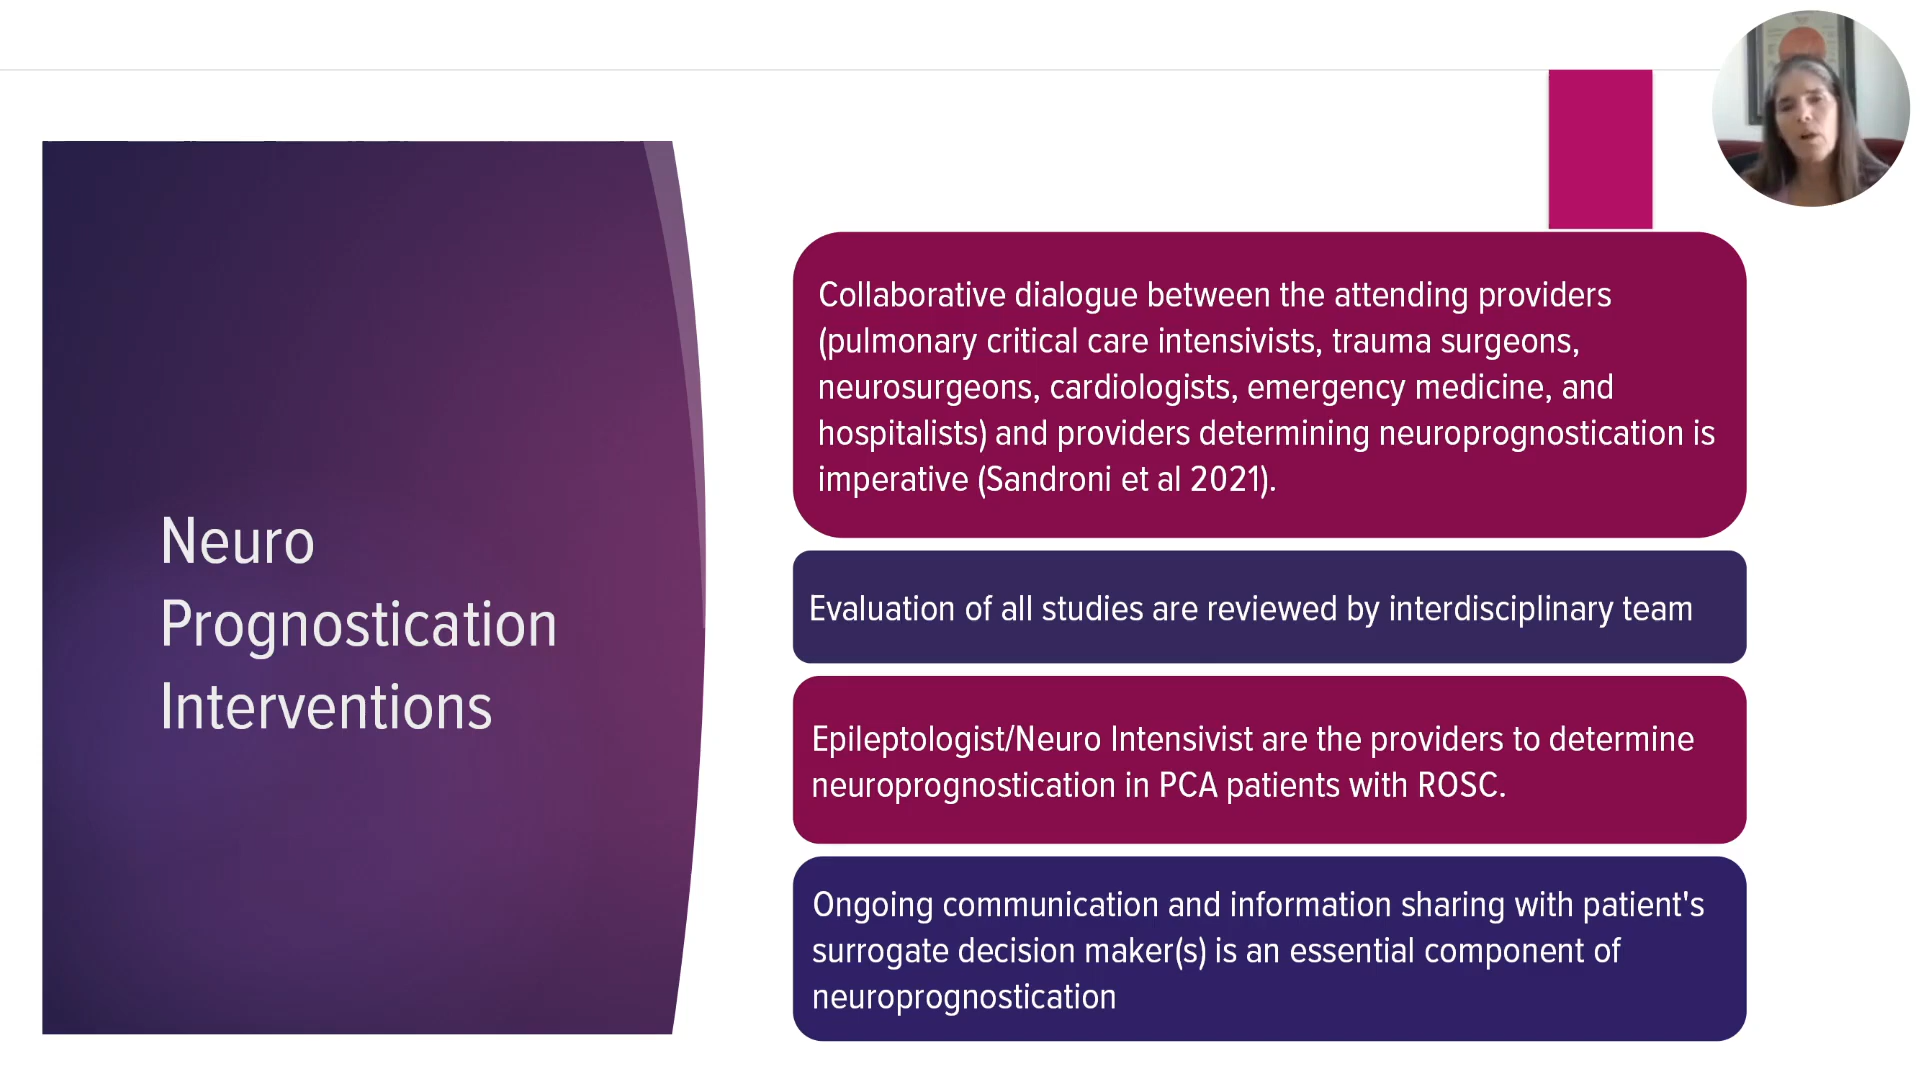 Neuro
Prognostication
Interventions
Collaborative dialogue between the attending providers
(pulmonary critical care intensivists, trauma surgeons,
neurosurgeons, cardiologists, emergency medicine, and
hospitalists) and providers determining neuroprognostication is
imperative (Sandroni et al 2021).
Evaluation of all studies are reviewed by interdisciplinary team
Epileptologist/Neuro Intensivist are the providers to determine
neuroprognostication in PCA patients with ROSC.
Ongoing communication and information sharing with patient's
surrogate decision maker(s) is an essential component of
neuroprognostication